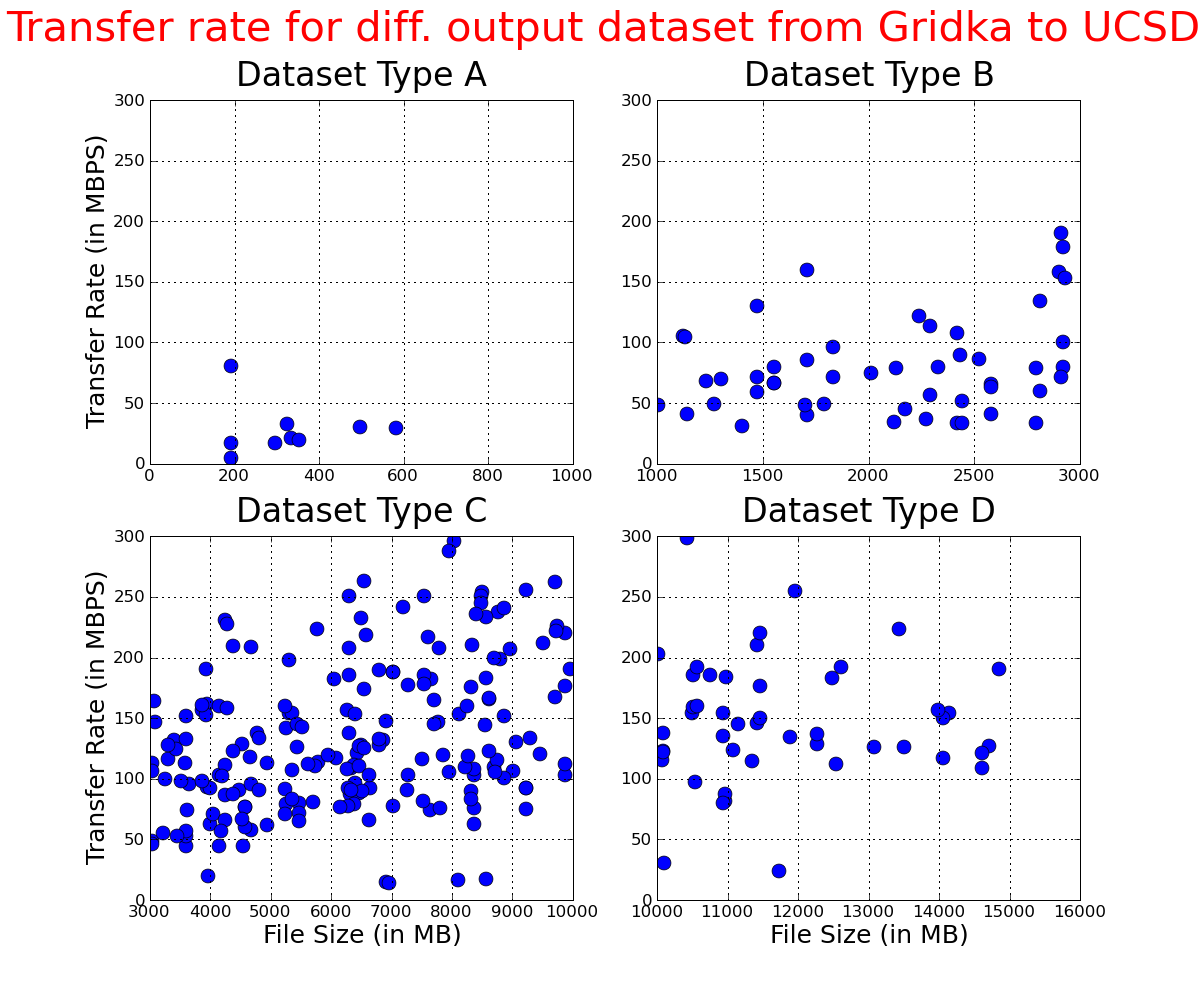 Transfer rate for diff. output dataset from Gridka to UCSD
Dataset Type A
Dataset Type B
300
250
200
150
100
50
0
Transfer Rate (in MBPS)
0 200 400 600 800 1000
300
250
200
150
100
50
0
1000 1500 2000 2500 3000
Dataset Type C
Dataset Type D
300
250
200
150
100
50
0
Transfer Rate (in MBPS)
3000 4000 5000 6000 7000 8000 9000 10000
File Size (in MB)
300
250
200
150
100
50
0
10000 11000 12000 13000 14000 15000 16000
File Size (in MB)